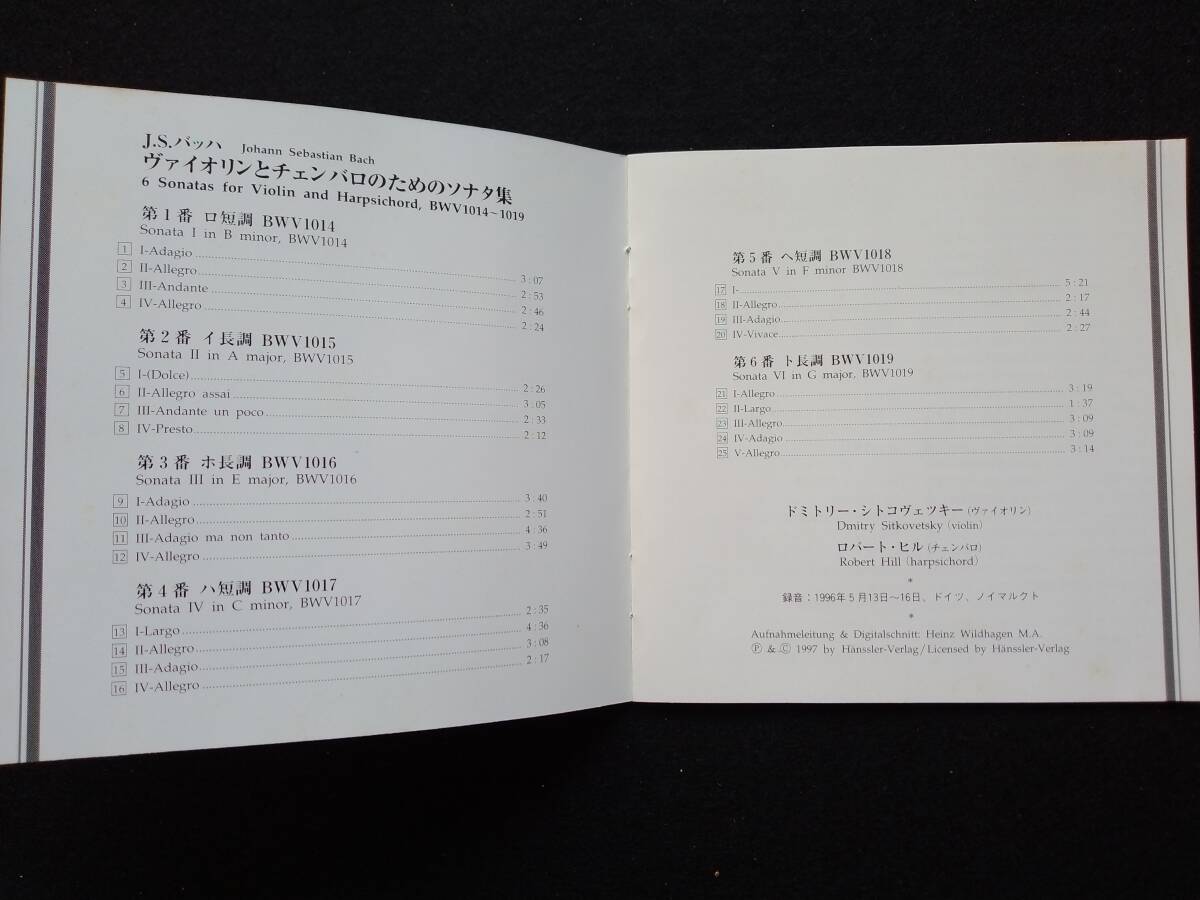 J.S.バッハ Johann Sebastian Bach
ヴァイオリンとチェンバロのためのソナタ集
6 Sonatas for Violin and Harpsichord, BWV1014~1019
第1番 ロ短調 BWV1014
Sonata I in B minor, BWV1014
1 I-Adagio 3:07
2 II-Allegro 2:53
3 III-Andante 2:46
4 IV-Allegro 2:24
第2番 イ長調 BWV1015
Sonata II in A major, BWV1015
5 I-(Dolce) 2:26
6 II-Allegro assai 3:05
7 III-Andante un poco 2:33
8 IV-Presto 2:12
第3番 ホ長調 BWV1016
Sonata III in E major, BWV1016
9 I-Adagio 3:40
10 II-Allegro 2:51
11 III-Adagio ma non tanto 4:36
12 IV-Allegro 3:49
第4番 ハ短調 BWV1017
Sonata IV in C minor, BWV1017
13 I-Largo 2:35
14 II-Allegro 4:36
15 III-Adagio 3:08
16 IV-Allegro 2:17
第5番 ヘ短調 BWV1018
Sonata V in F minor BWV1018
17 I- 5:21
18 II-Allegro 2:17
19 III-Adagio 2:44
20 IV-Vivace 2:27
第6番 ト長調 BWV1019
Sonata VI in G major, BWV1019
21 I-Allegro 3:19
22 II-Largo 1:37
23 III-Allegro 3:09
24 IV-Adagio 3:09
25 V-Allegro 3:14
ドミトリー・シトコヴェツキー(ヴァイオリン)
Dmitry Sitkovetsky (violin)
ロバート・ヒル(チェンバロ)
Robert Hill (harpsichord)
*
録音:1996年5月13日~16日、ドイツ、ノイマルクト
*
Aufnahmeleitung & Digitalschnitt: Heinz Wildhagen M.A.
Ⓟ & Ⓒ 1997 by Hänssler-Verlag/Licensed by Hänssler-Verlag